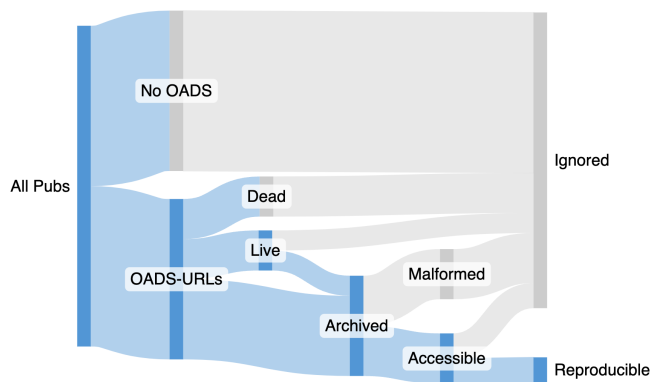 No OADS
Ignored
All Pubs
Dead
Live
OADS-URLs
Malformed
Archived
Accessible
Reproducible